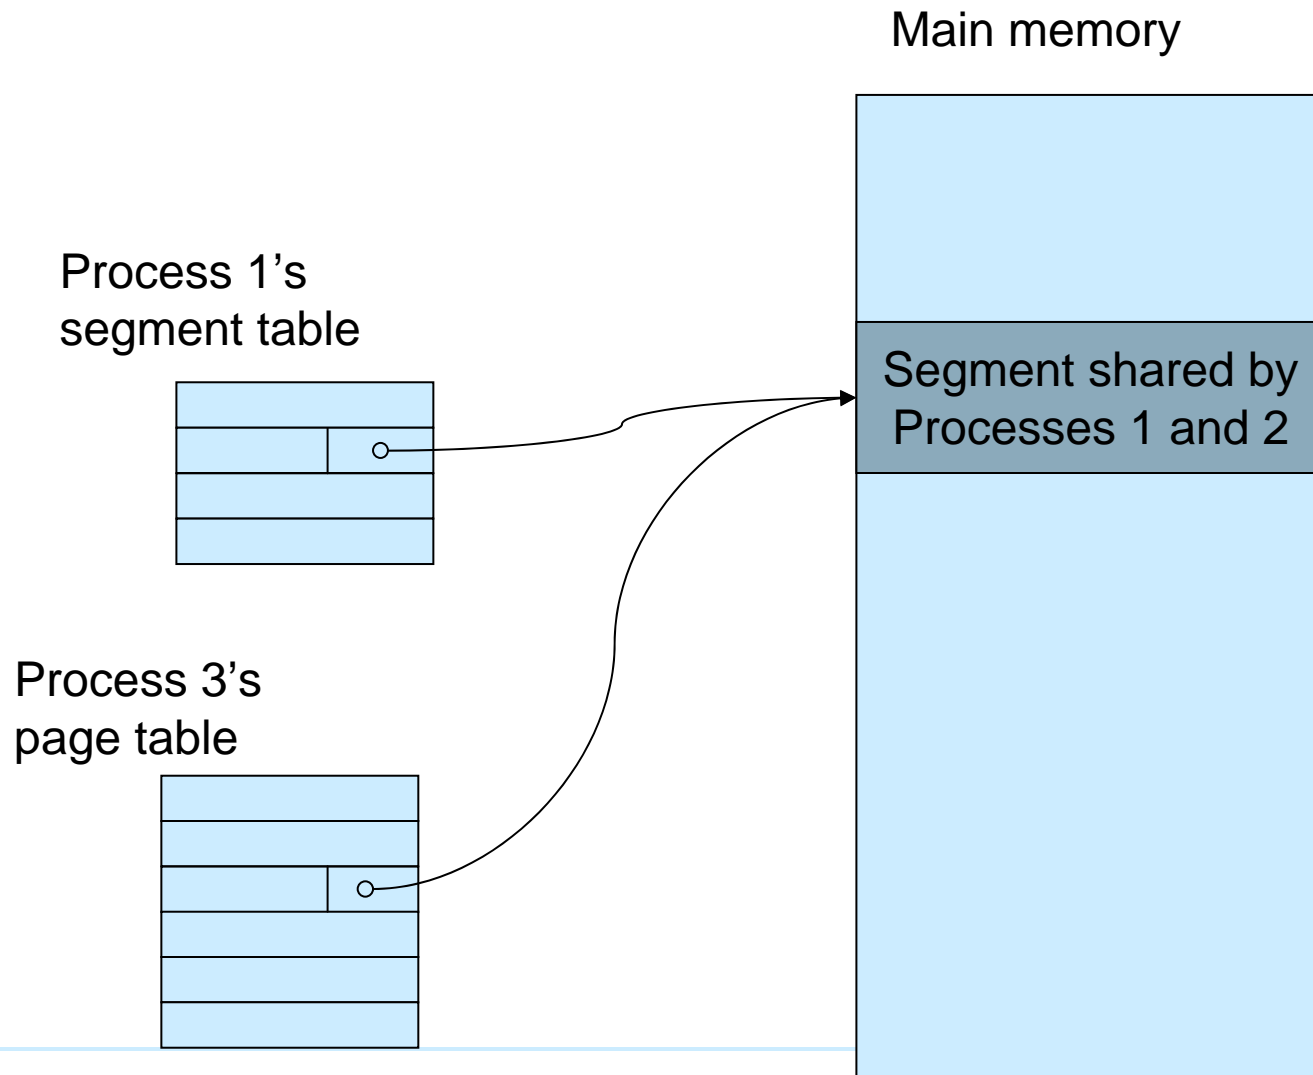 Main memory
Process 1’s
segment table
Segment shared by
Processes 1 and 2
Process 3’s
page table